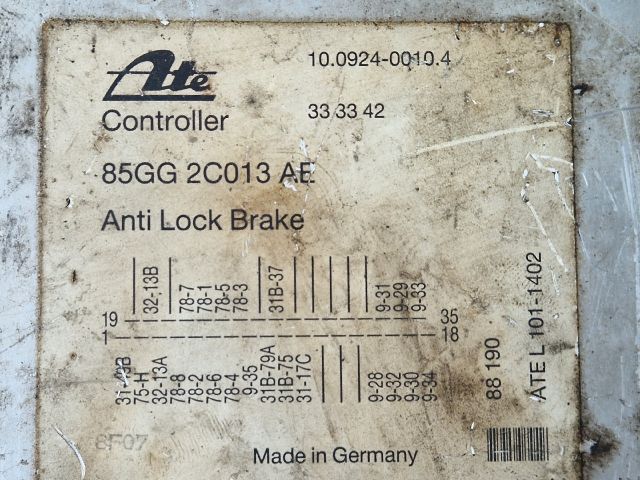 Ate 10.0924-0010.4
Controller 33 33 42
85GG 2C013 AE
Anti Lock Brake
32-13B 78-7 78-1 78-5 78-3 31B-37 9-31 9-29 9-33
19 35
1 18
75-H 32-13A 78-8 78-2 78-6 78-4 9-35 31B-79A 31B-75 31-17C 9-28 9-32 9-30 9-34
88 190
ATE L 101-1402
8F07
Made in Germany